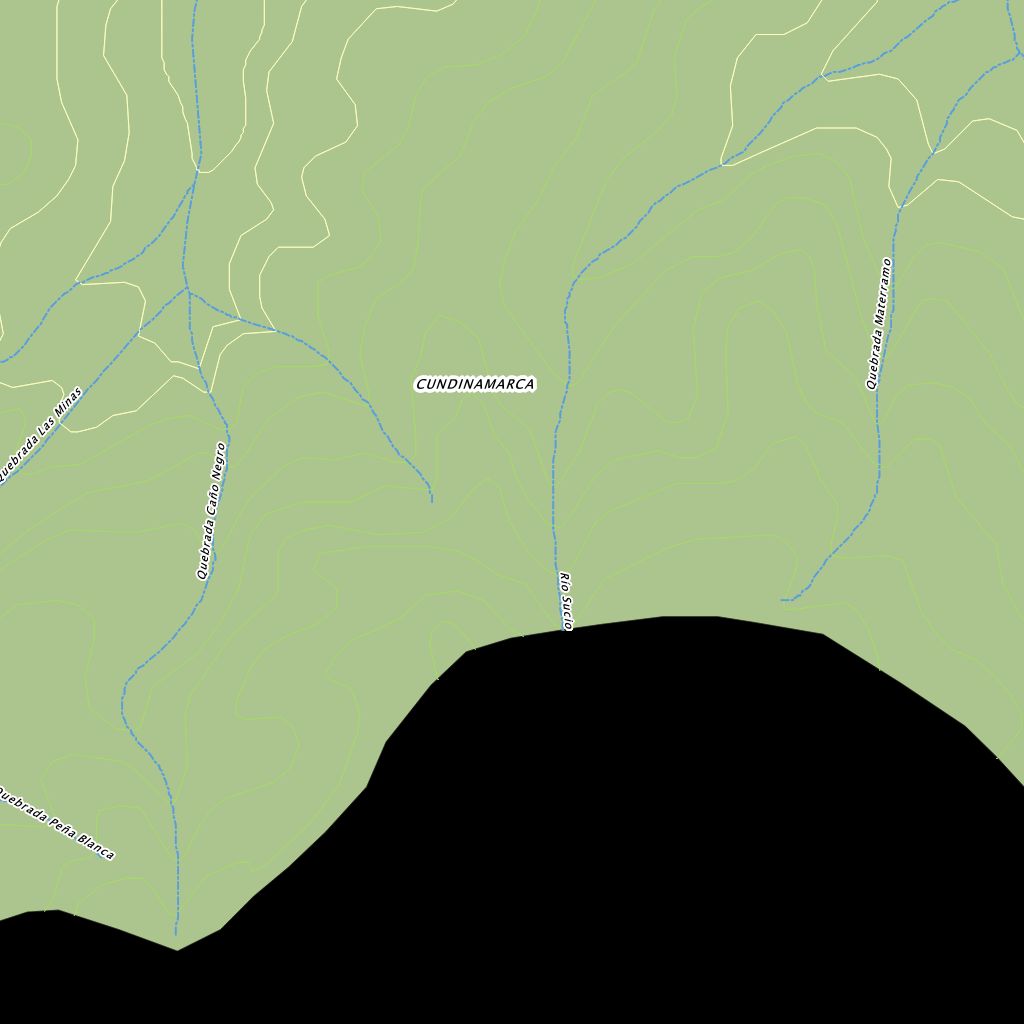 Quebrada Materramo
CUNDINAMARCA
Quebrada Las Minas
Quebrada Caño Negro
Río Sucio
Quebrada Peña Blanca